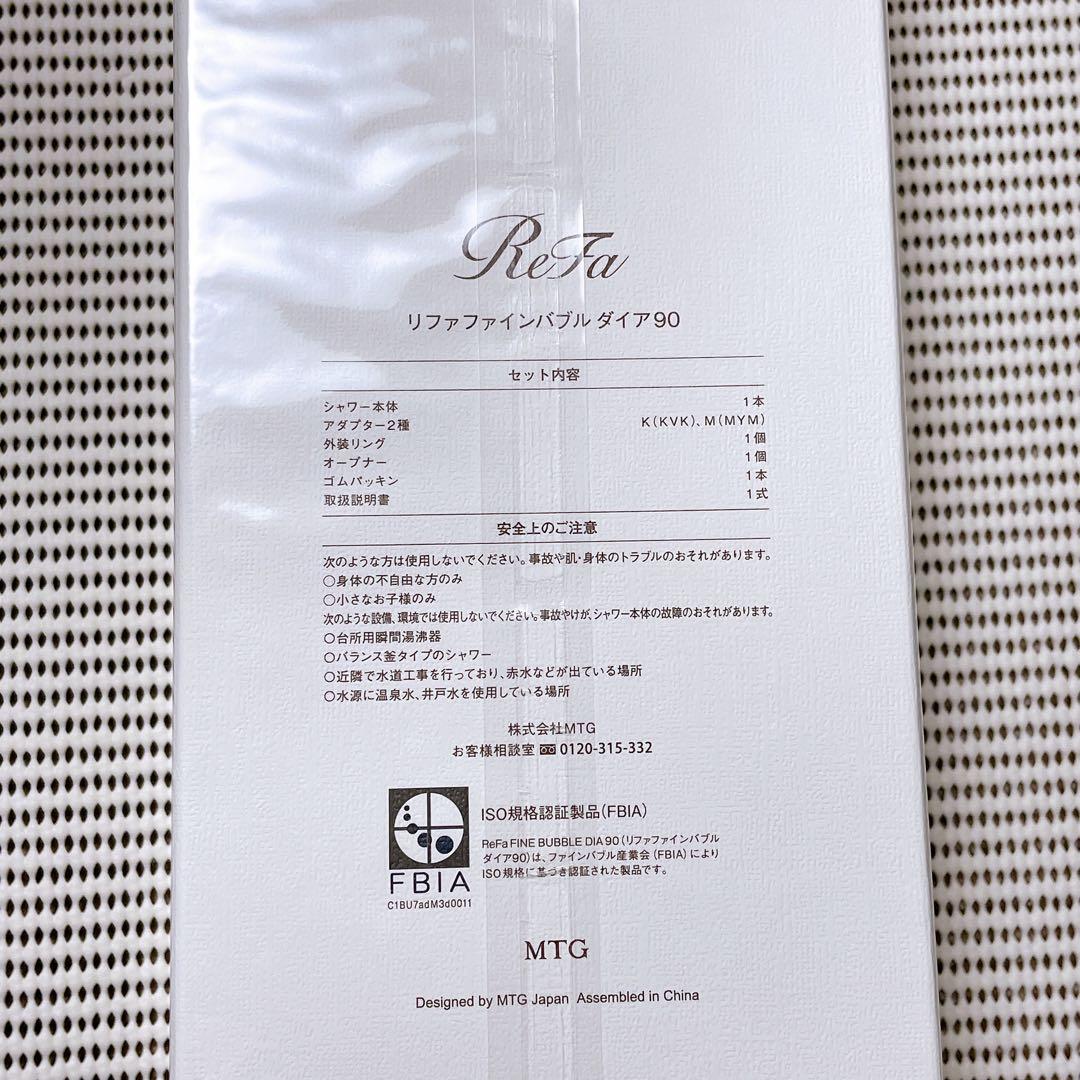 ReFa
リファファインバブル ダイア90
セット内容
シャワー本体 1本
アダプター2種 K(KVK)、M(MYM)
外装リング 1個
オープナー 1個
ゴムパッキン 1本
取扱説明書 1式
安全上のご注意
次のような方は使用しないでください。事故や肌・身体のトラブルのおそれがあります。
○身体の不自由な方のみ
○小さなお子様のみ
次のような設備、環境では使用しないでください。事故やけが、シャワー本体の故障のおそれがあります。
○台所用瞬間湯沸器
○バランス釜タイプのシャワー
○近隣で水道工事を行っており、赤水などが出ている場所
○水源に温泉水、井戸水を使用している場所
株式会社MTG
お客様相談室 0120-315-332
ISO規格認証製品(FBIA)
ReFa FINE BUBBLE DIA 90(リファファインバブル
ダイア90)は、ファインバブル産業会(FBIA)により
ISO規格に基づき認証された製品です。
FBIA
C1BU7adM3d0011
MTG
Designed by MTG Japan Assembled in China